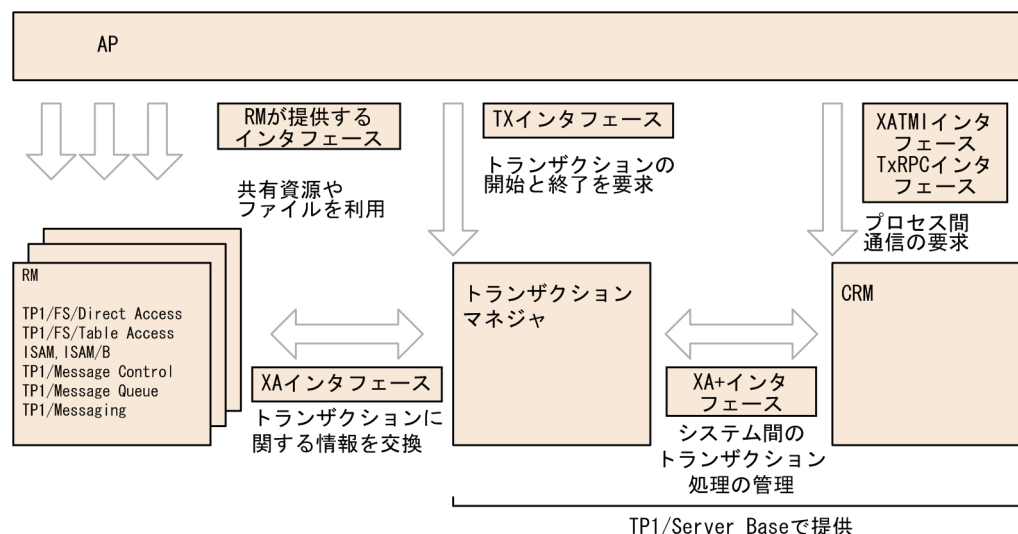 AP
RMが提供する
インタフェース
共有資源や
ファイルを利用
TXインタフェース
トランザクションの
開始と終了を要求
XATMIインタ
フェース
TxRPCインタ
フェース
プロセス間
通信の要求
RM
TP1/FS/Direct Access
TP1/FS/Table Access
ISAM,ISAM/B
TP1/Message Control
TP1/Message Queue
TP1/Messaging
XAインタフェース
トランザクションに
関する情報を交換
トランザクション
マネジャ
XA+インタ
フェース
システム間の
トランザクション
処理の管理
CRM
TP1/Server Baseで提供